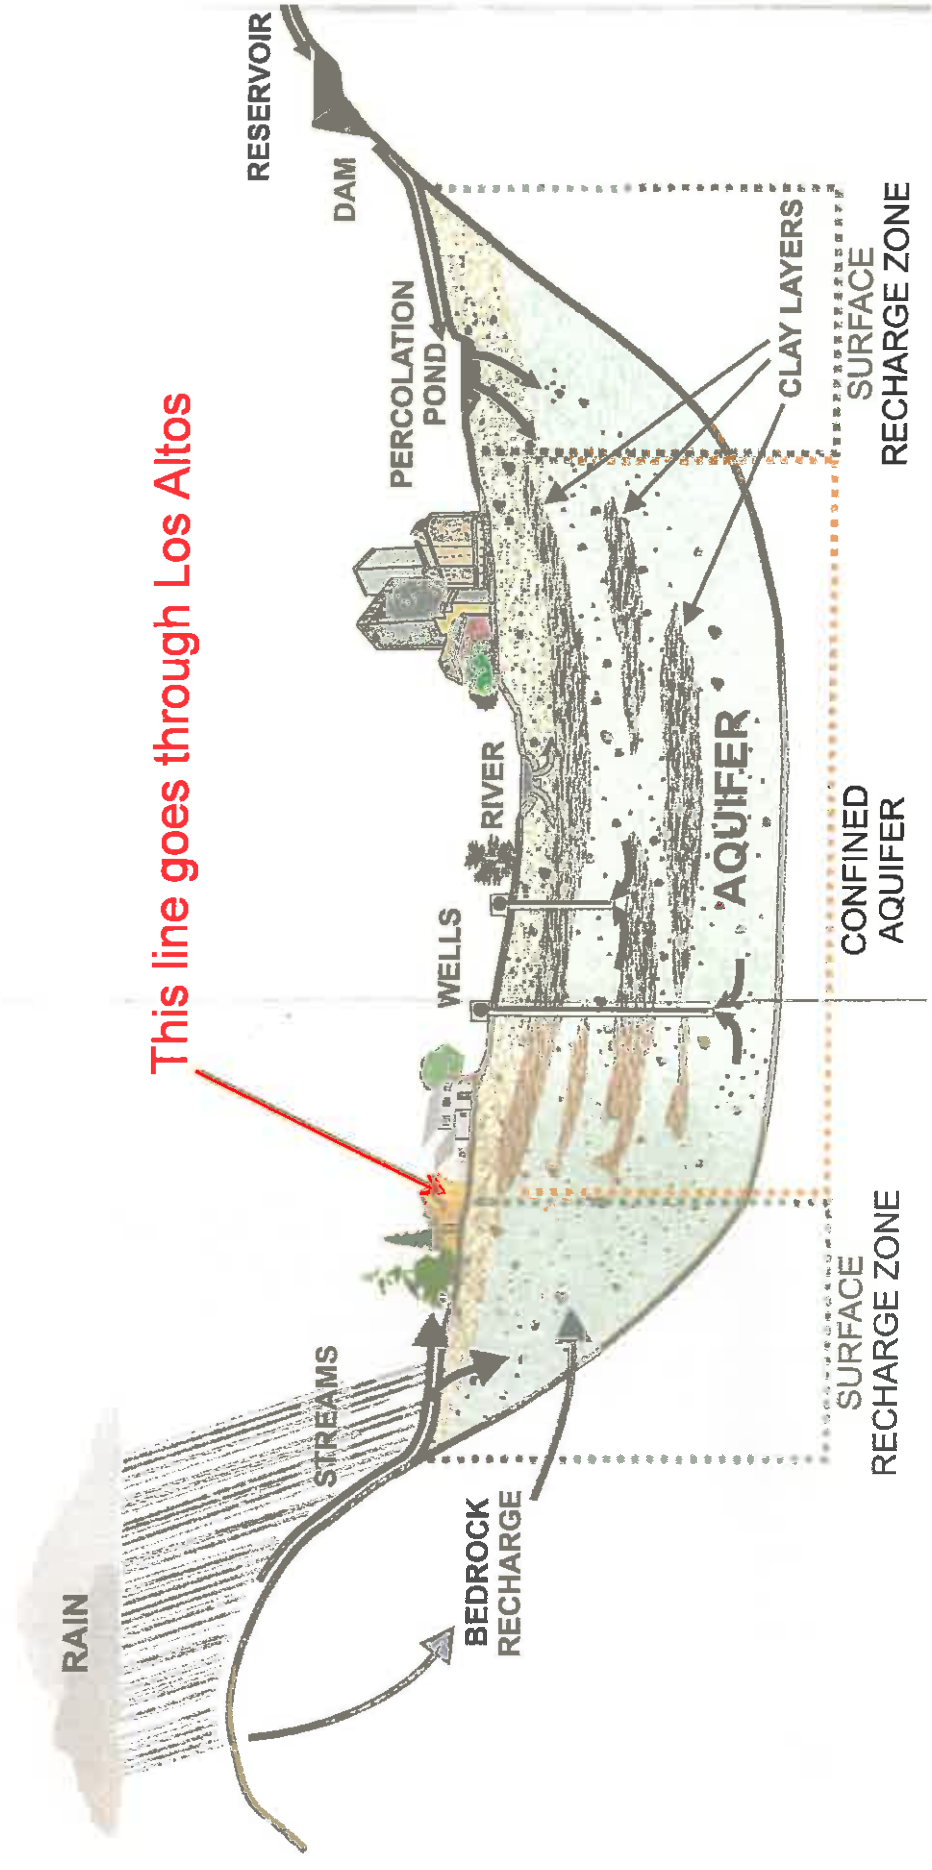 RAIN
STREAMS
BEDROCK
RECHARGE
This line goes through Los Altos
WELLS
RIVER
PERCOLATION
POND
DAM
RESERVOIR
AQUIFER
CLAY LAYERS
SURFACE
RECHARGE ZONE
CONFINED
AQUIFER
SURFACE
RECHARGE ZONE